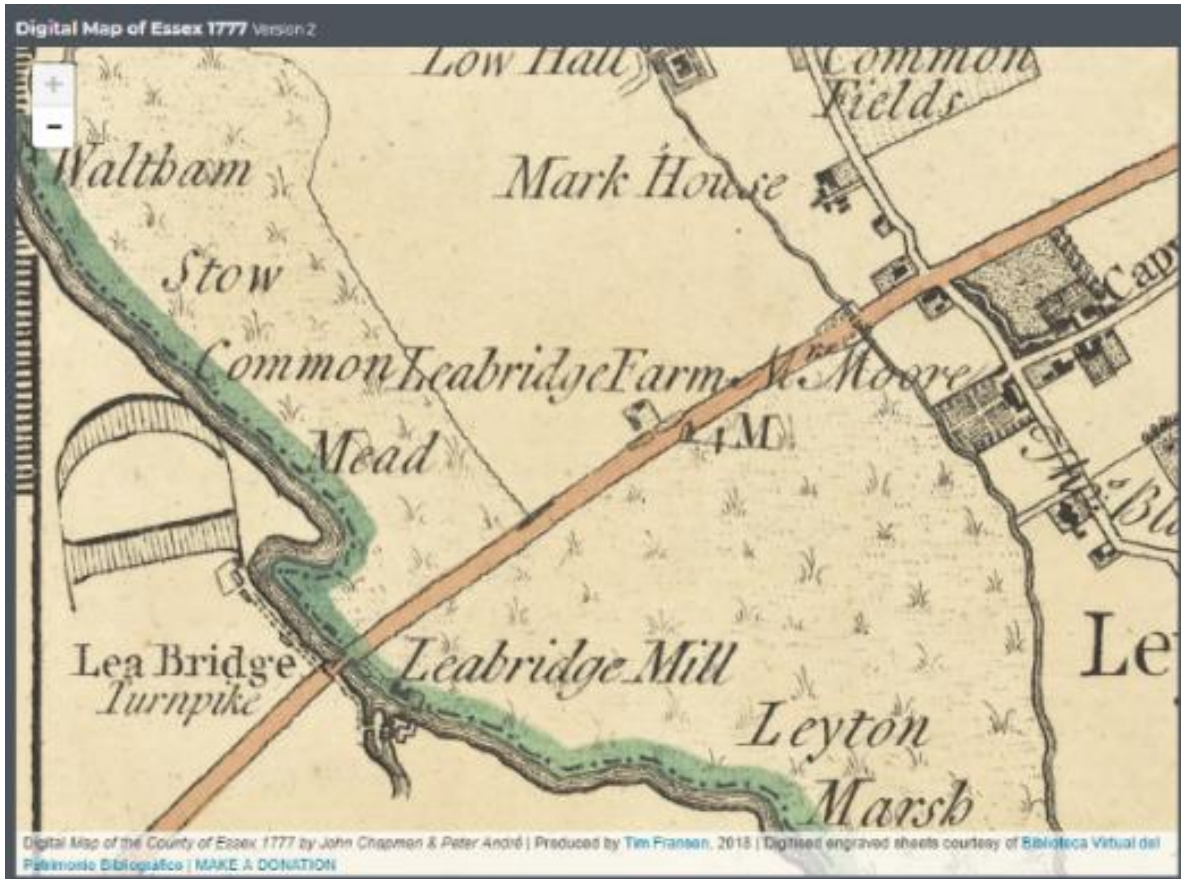 Digital Map of Essex 1777 Version 2
+
-
Low Hall
Common
Fields
Waltham
Mark House
Stow
Common
Leabridge Farm
Mr. Moore
Mead
4 M
Lea Bridge
Turnpike
Leabridge Mill
Leyton
Marsh
Digital Map of the County of Essex 1777 by John Chapman & Peter André | Produced by Tim Fransen, 2018 | Digitised engraved sheets courtesy of Biblioteca Virtual del
Patrimonio Bibliográfico | MAKE A DONATION